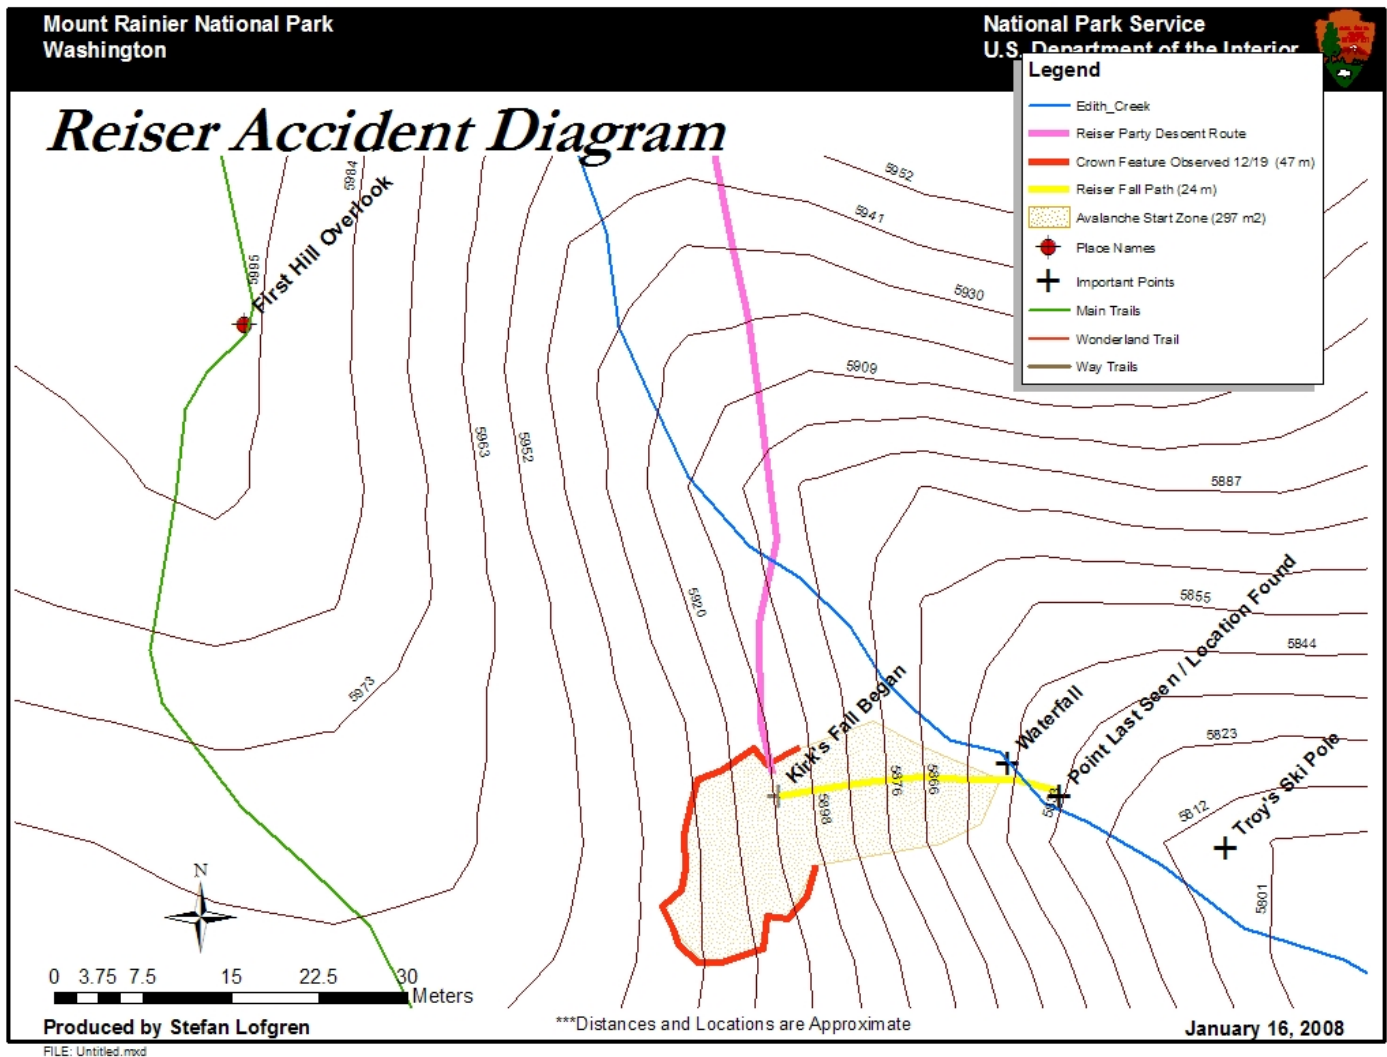 Mount Rainier National Park
Washington
National Park Service
U.S. Department of the Interior
Reiser Accident Diagram
Legend
Edith_Creek
Reiser Party Descent Route
Crown Feature Observed 12/19 (47 m)
Reiser Fall Path (24 m)
Avalanche Start Zone (297 m2)
Place Names
Important Points
Main Trails
Wonderland Trail
Way Trails
5984
5952
5941
5995
First Hill Overlook
5930
5909
5963
5952
5887
5920
5855
5844
5973
5823
Kirk's Fall Began
Waterfall
Point Last Seen / Location Found
Troy's Ski Pole
5876
5866
5898
5812
5801
N
0 3.75 7.5 15 22.5 30
Meters
Produced by Stefan Lofgren
***Distances and Locations are Approximate
January 16, 2008
FILE: Untitled.mxd